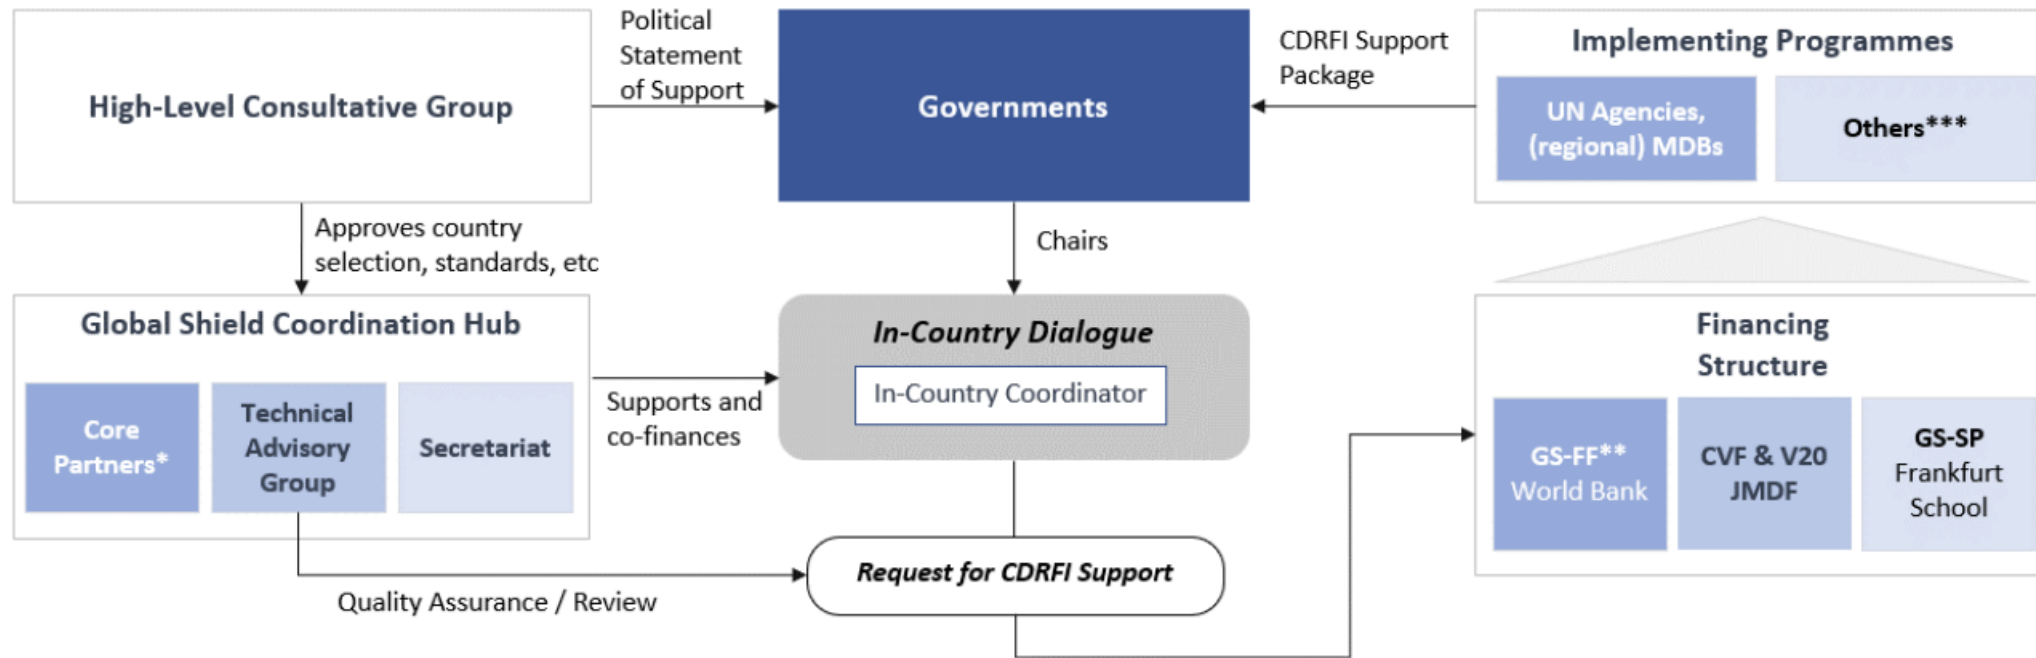 High-Level Consultative Group
Political
Statement
of Support
Governments
CDRFI Support
Package
Implementing Programmes
UN Agencies,
(regional) MDBs
Others***
Approves country
selection, standards, etc
Chairs
Global Shield Coordination Hub
Core
Partners*
Technical
Advisory
Group
Secretariat
Supports and
co-finances
In-Country Dialogue
In-Country Coordinator
Financing
Structure
GS-FF**
World Bank
CVF & V20
JMDF
GS-SP
Frankfurt
School
Quality Assurance / Review
Request for CDRFI Support